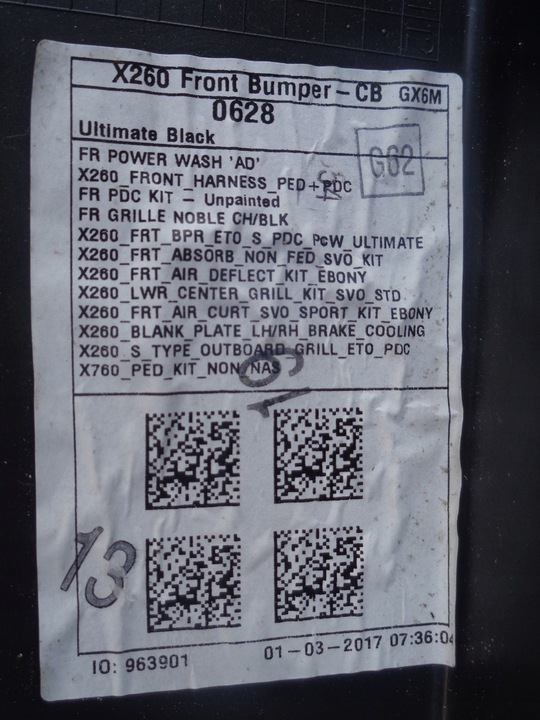 X260 Front Bumper-CB GX6M
0628
Ultimate Black
G62
FR POWER WASH 'AD'
X260_FRONT_HARNESS_PED+PDC
FR PDC KIT - Unpainted
FR GRILLE NOBLE CH/BLK
X260_FRT_BPR_ETO_S_PDC_PcW_ULTIMATE
X260_FRT_ABSORB_NON_FED_SVO_KIT
X260_FRT_AIR_DEFLECT_KIT_EBONY
X260_LWR_CENTER_GRILL_KIT_SVO_STD
X260_FRT_AIR_CURT_SVO_SPORT_KIT_EBONY
X260_BLANK_PLATE_LH/RH_BRAKE_COOLING
X260_S_TYPE_OUTBOARD_GRILL_ETO_PDC
X760_PED_KIT_NON_NAS
13
IO: 963901 01-03-2017 07:36:04